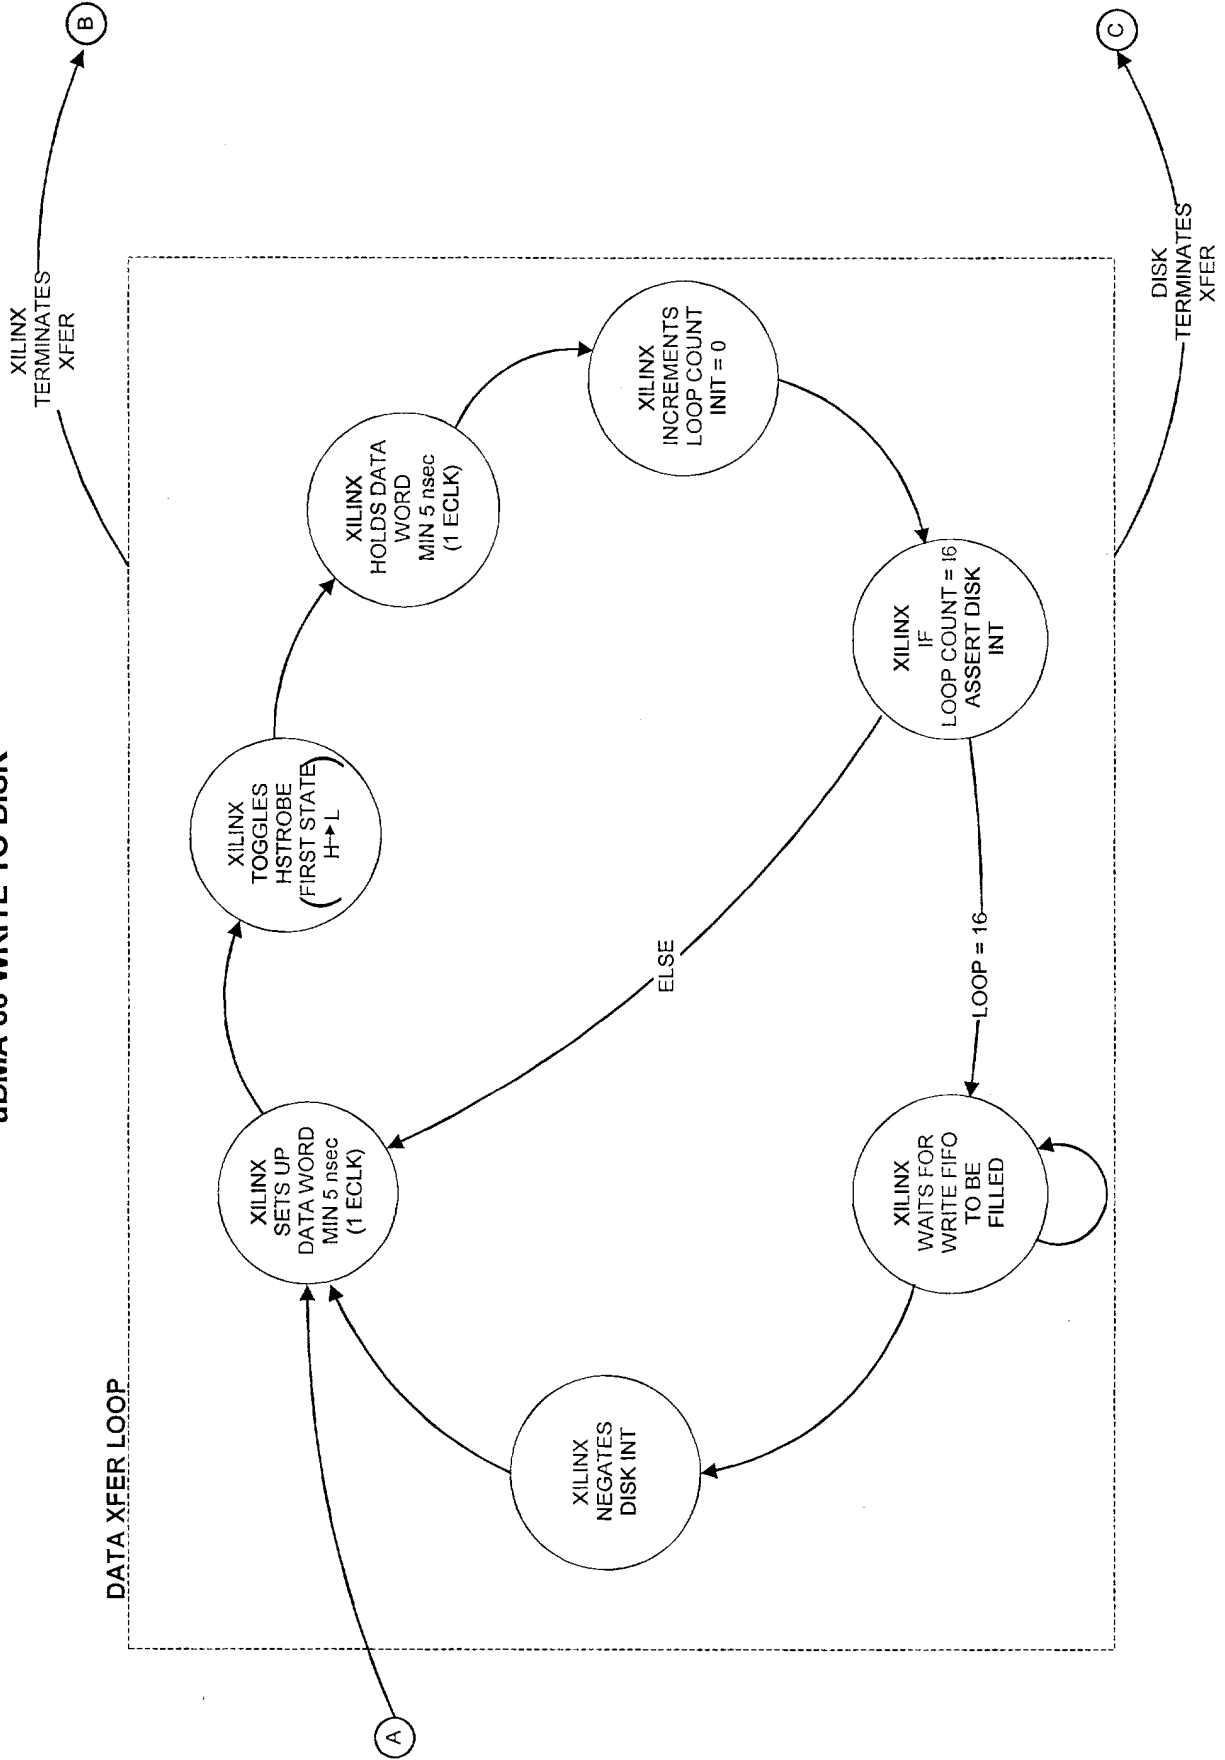 uDMA 33 WRITE TO DISK
DATA XFER LOOP
A
XILINX
SETS UP
DATA WORD
MIN 5 nsec
(1 ECLK)
XILINX
TOGGLES
HSTROBE
(FIRST STATE)
H→L
XILINX
HOLDS DATA
WORD
MIN 5 nsec
(1 ECLK)
XILINX
INCREMENTS
LOOP COUNT
INIT = 0
XILINX
IF
LOOP COUNT = 16
ASSERT DISK
INT
ELSE
LOOP = 16
XILINX
WAITS FOR
WRITE FIFO
TO BE
FILLED
XILINX
NEGATES
DISK INT
XILINX
TERMINATES
XFER
B
DISK
TERMINATES
XFER
C